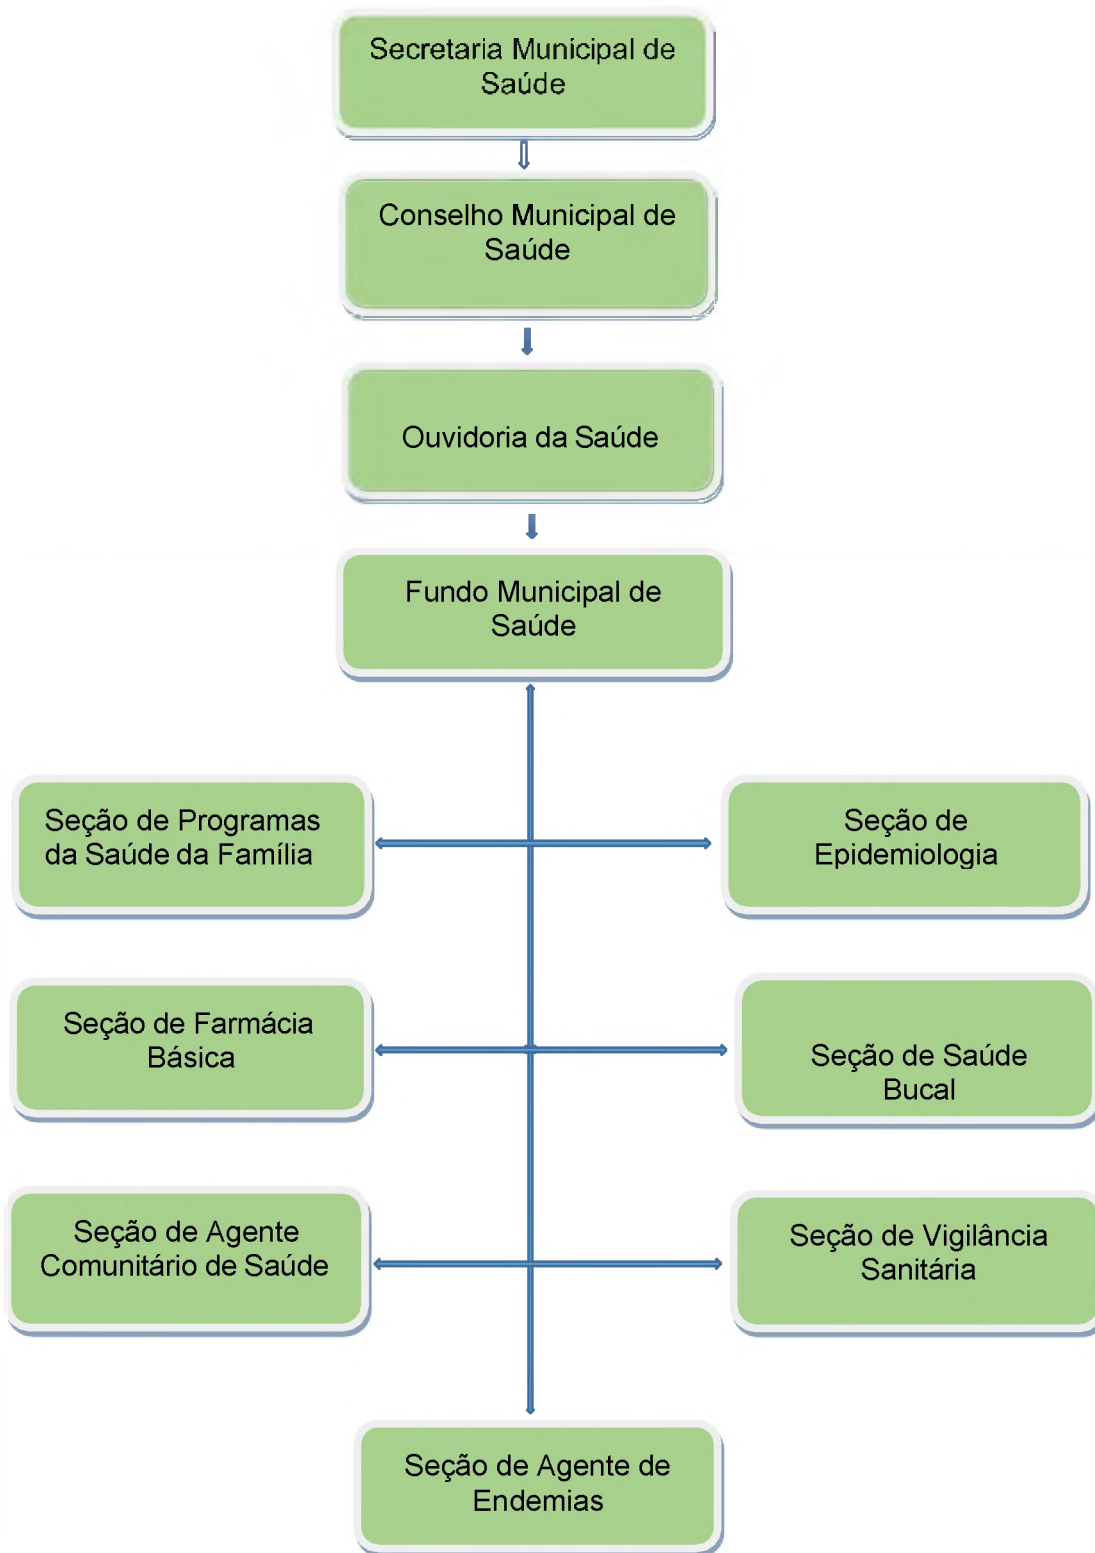 Secretaria Municipal de
Saúde
Conselho Municipal de
Saúde
Ouvidoria da Saúde
Fundo Municipal de
Saúde
Seção de Programas
da Saúde da Família
Seção de
Epidemiologia
Seção de Farmácia
Básica
Seção de Saúde
Bucal
Seção de Agente
Comunitário de Saúde
Seção de Vigilância
Sanitária
Seção de Agente de
Endemias